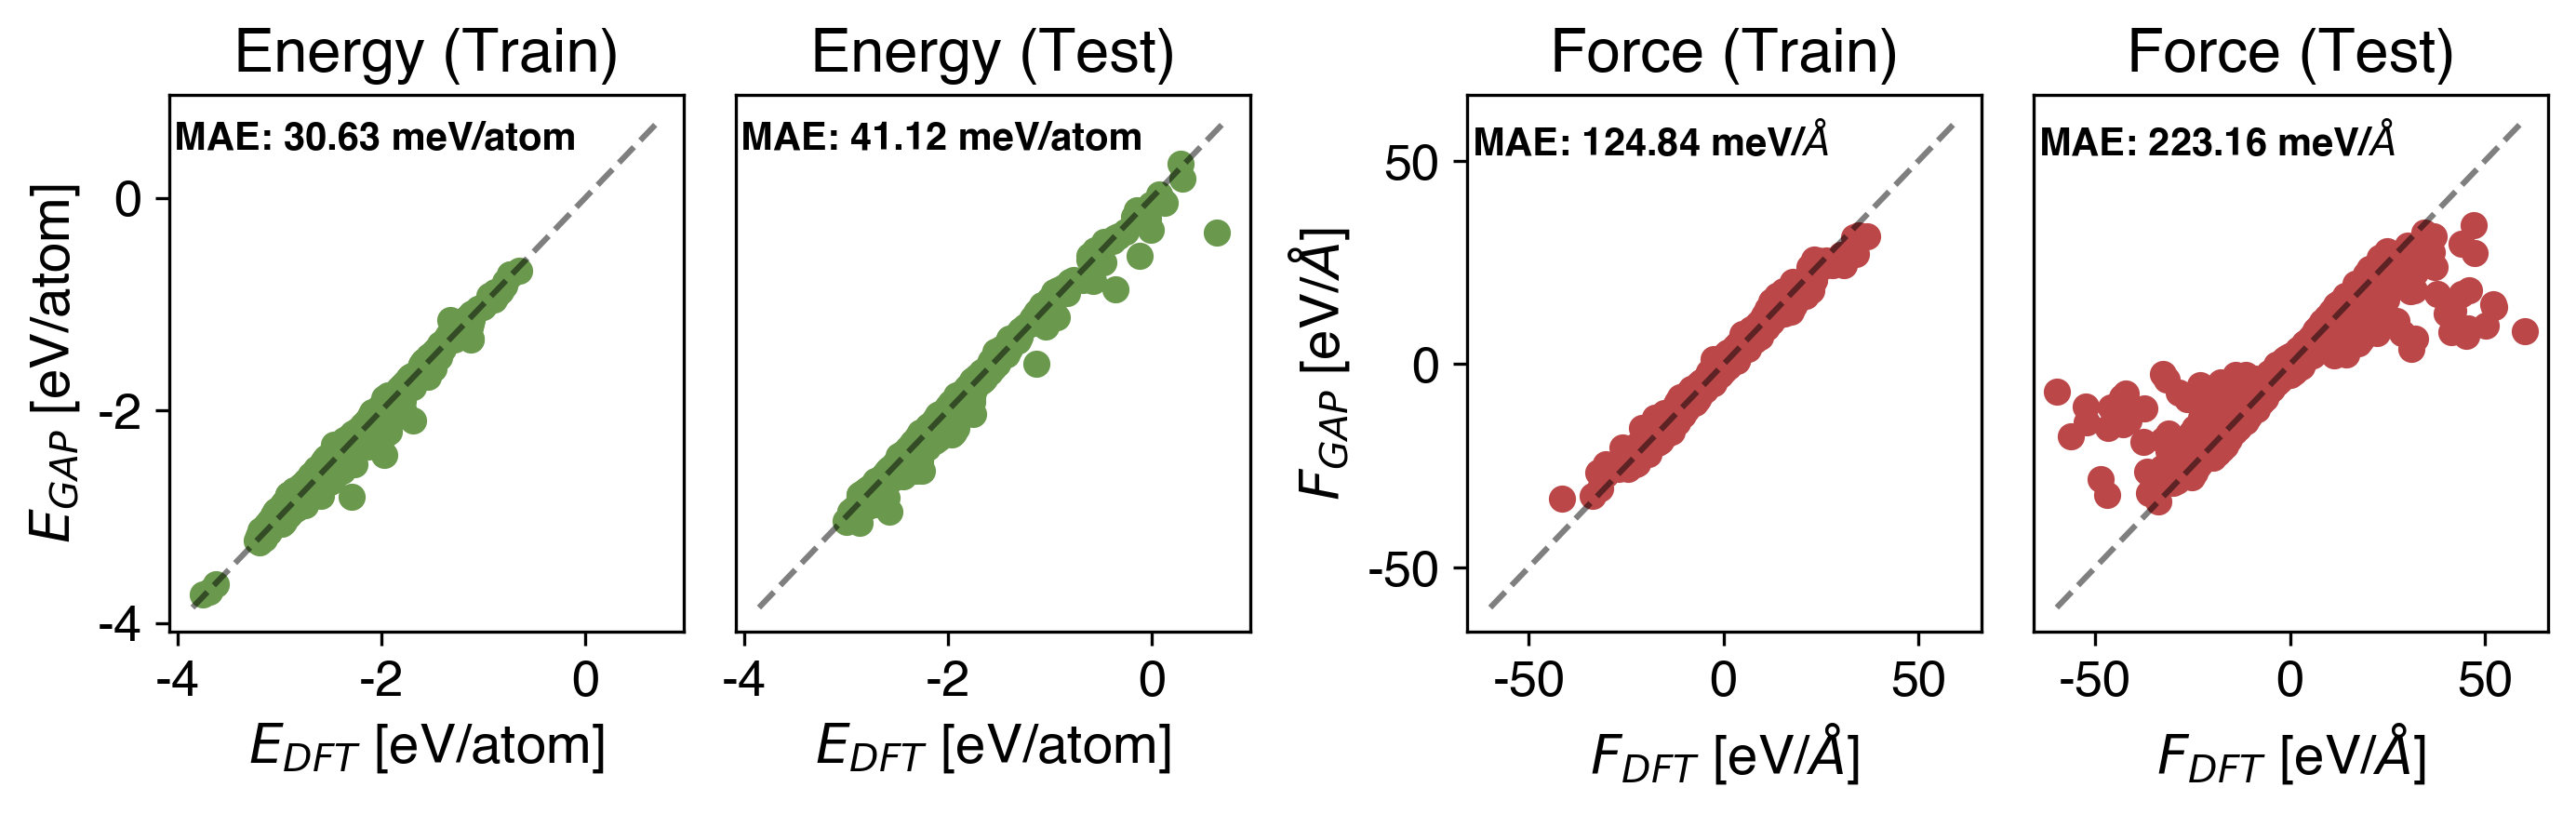 Energy (Train)
MAE: 30.63 meV/atom
0
-2
-4
E_GAP [eV/atom]
-4 -2 0
E_DFT [eV/atom]
Energy (Test)
MAE: 41.12 meV/atom
-4 -2 0
E_DFT [eV/atom]
Force (Train)
MAE: 124.84 meV/Å
50
0
-50
F_GAP [eV/Å]
-50 0 50
F_DFT [eV/Å]
Force (Test)
MAE: 223.16 meV/Å
-50 0 50
F_DFT [eV/Å]